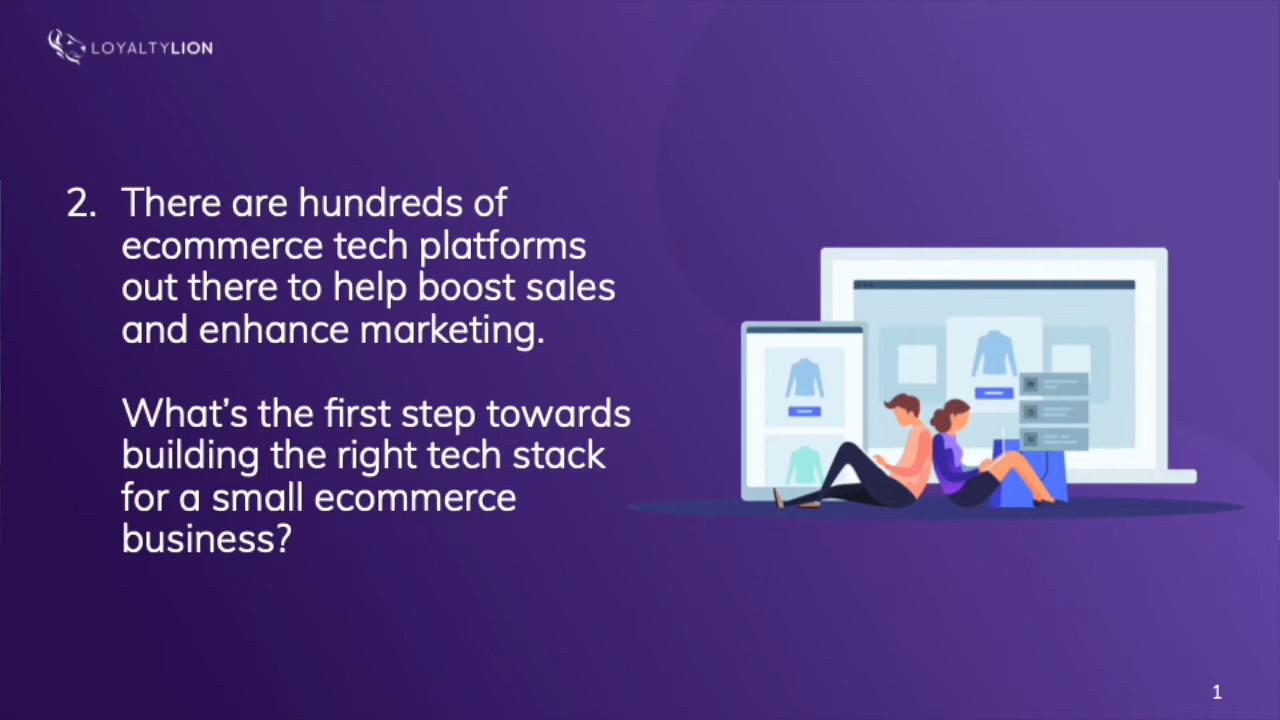 LOYALTYLION
2. There are hundreds of
ecommerce tech platforms
out there to help boost sales
and enhance marketing.
What’s the first step towards
building the right tech stack
for a small ecommerce
business?
1